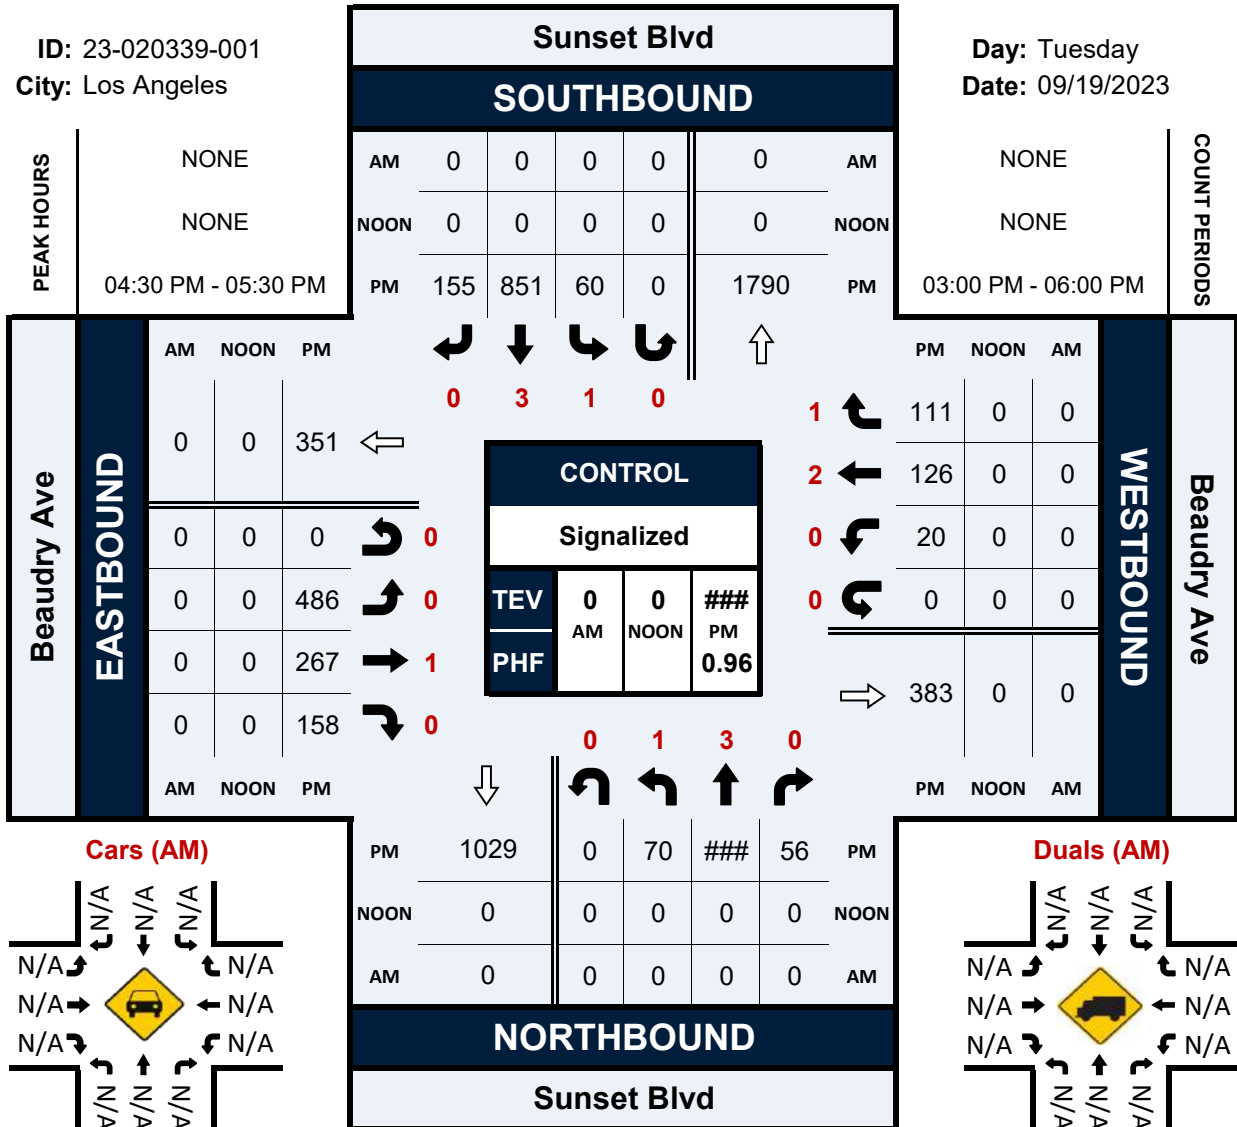 Sunset Blvd
ID: 23-020339-001
Day: Tuesday
City: Los Angeles
Date: 09/19/2023
SOUTHBOUND
PEAK HOURS
NONE
AM 0 0 0 0 0 AM
NONE
COUNT PERIODS
NONE
NOON 0 0 0 0 0 NOON
NONE
04:30 PM - 05:30 PM
PM 155 851 60 0 1790 PM
03:00 PM - 06:00 PM
0 3 1 0
Beaudry Ave
EASTBOUND
AM NOON PM
0 0 351
0 0 0 0
0 0 486 0
0 0 267 1
0 0 158 0
AM NOON PM
CONTROL
Signalized
TEV 0 0 ###
AM NOON PM
PHF 0.96
PM NOON AM
1 111 0 0
2 126 0 0
0 20 0 0
0 0 0 0
383 0 0
PM NOON AM
WESTBOUND
Beaudry Ave
0 1 3 0
PM 1029 0 70 ### 56 PM
NOON 0 0 0 0 0 NOON
AM 0 0 0 0 0 AM
NORTHBOUND
Sunset Blvd
Cars (AM)
N/A N/A N/A
N/A N/A
N/A N/A
N/A N/A
N/A N/A N/A
Duals (AM)
N/A N/A N/A
N/A N/A
N/A N/A
N/A N/A
N/A N/A N/A